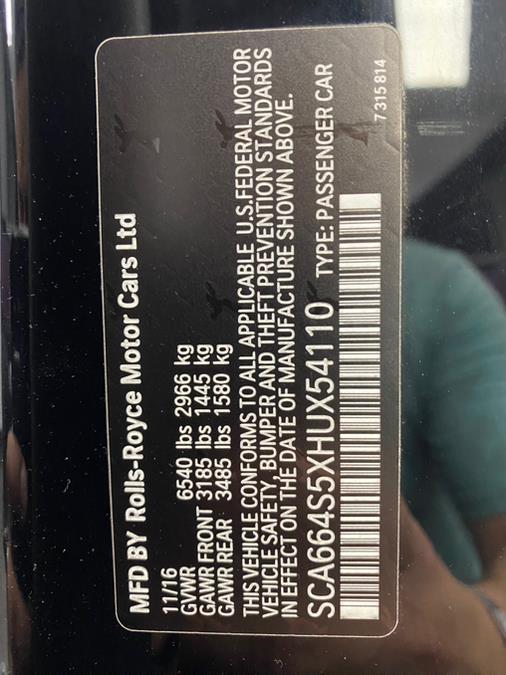 MFD BY Rolls-Royce Motor Cars Ltd
11/16
GVWR 6540 lbs 2966 kg
GAWR FRONT 3185 lbs 1445 kg
GAWR REAR 3485 lbs 1580 kg
THIS VEHICLE CONFORMS TO ALL APPLICABLE U.S.FEDERAL MOTOR
VEHICLE SAFETY, BUMPER AND THEFT PREVENTION STANDARDS
IN EFFECT ON THE DATE OF MANUFACTURE SHOWN ABOVE.
SCA664S5XHUX54110 TYPE: PASSENGER CAR
7 315 814